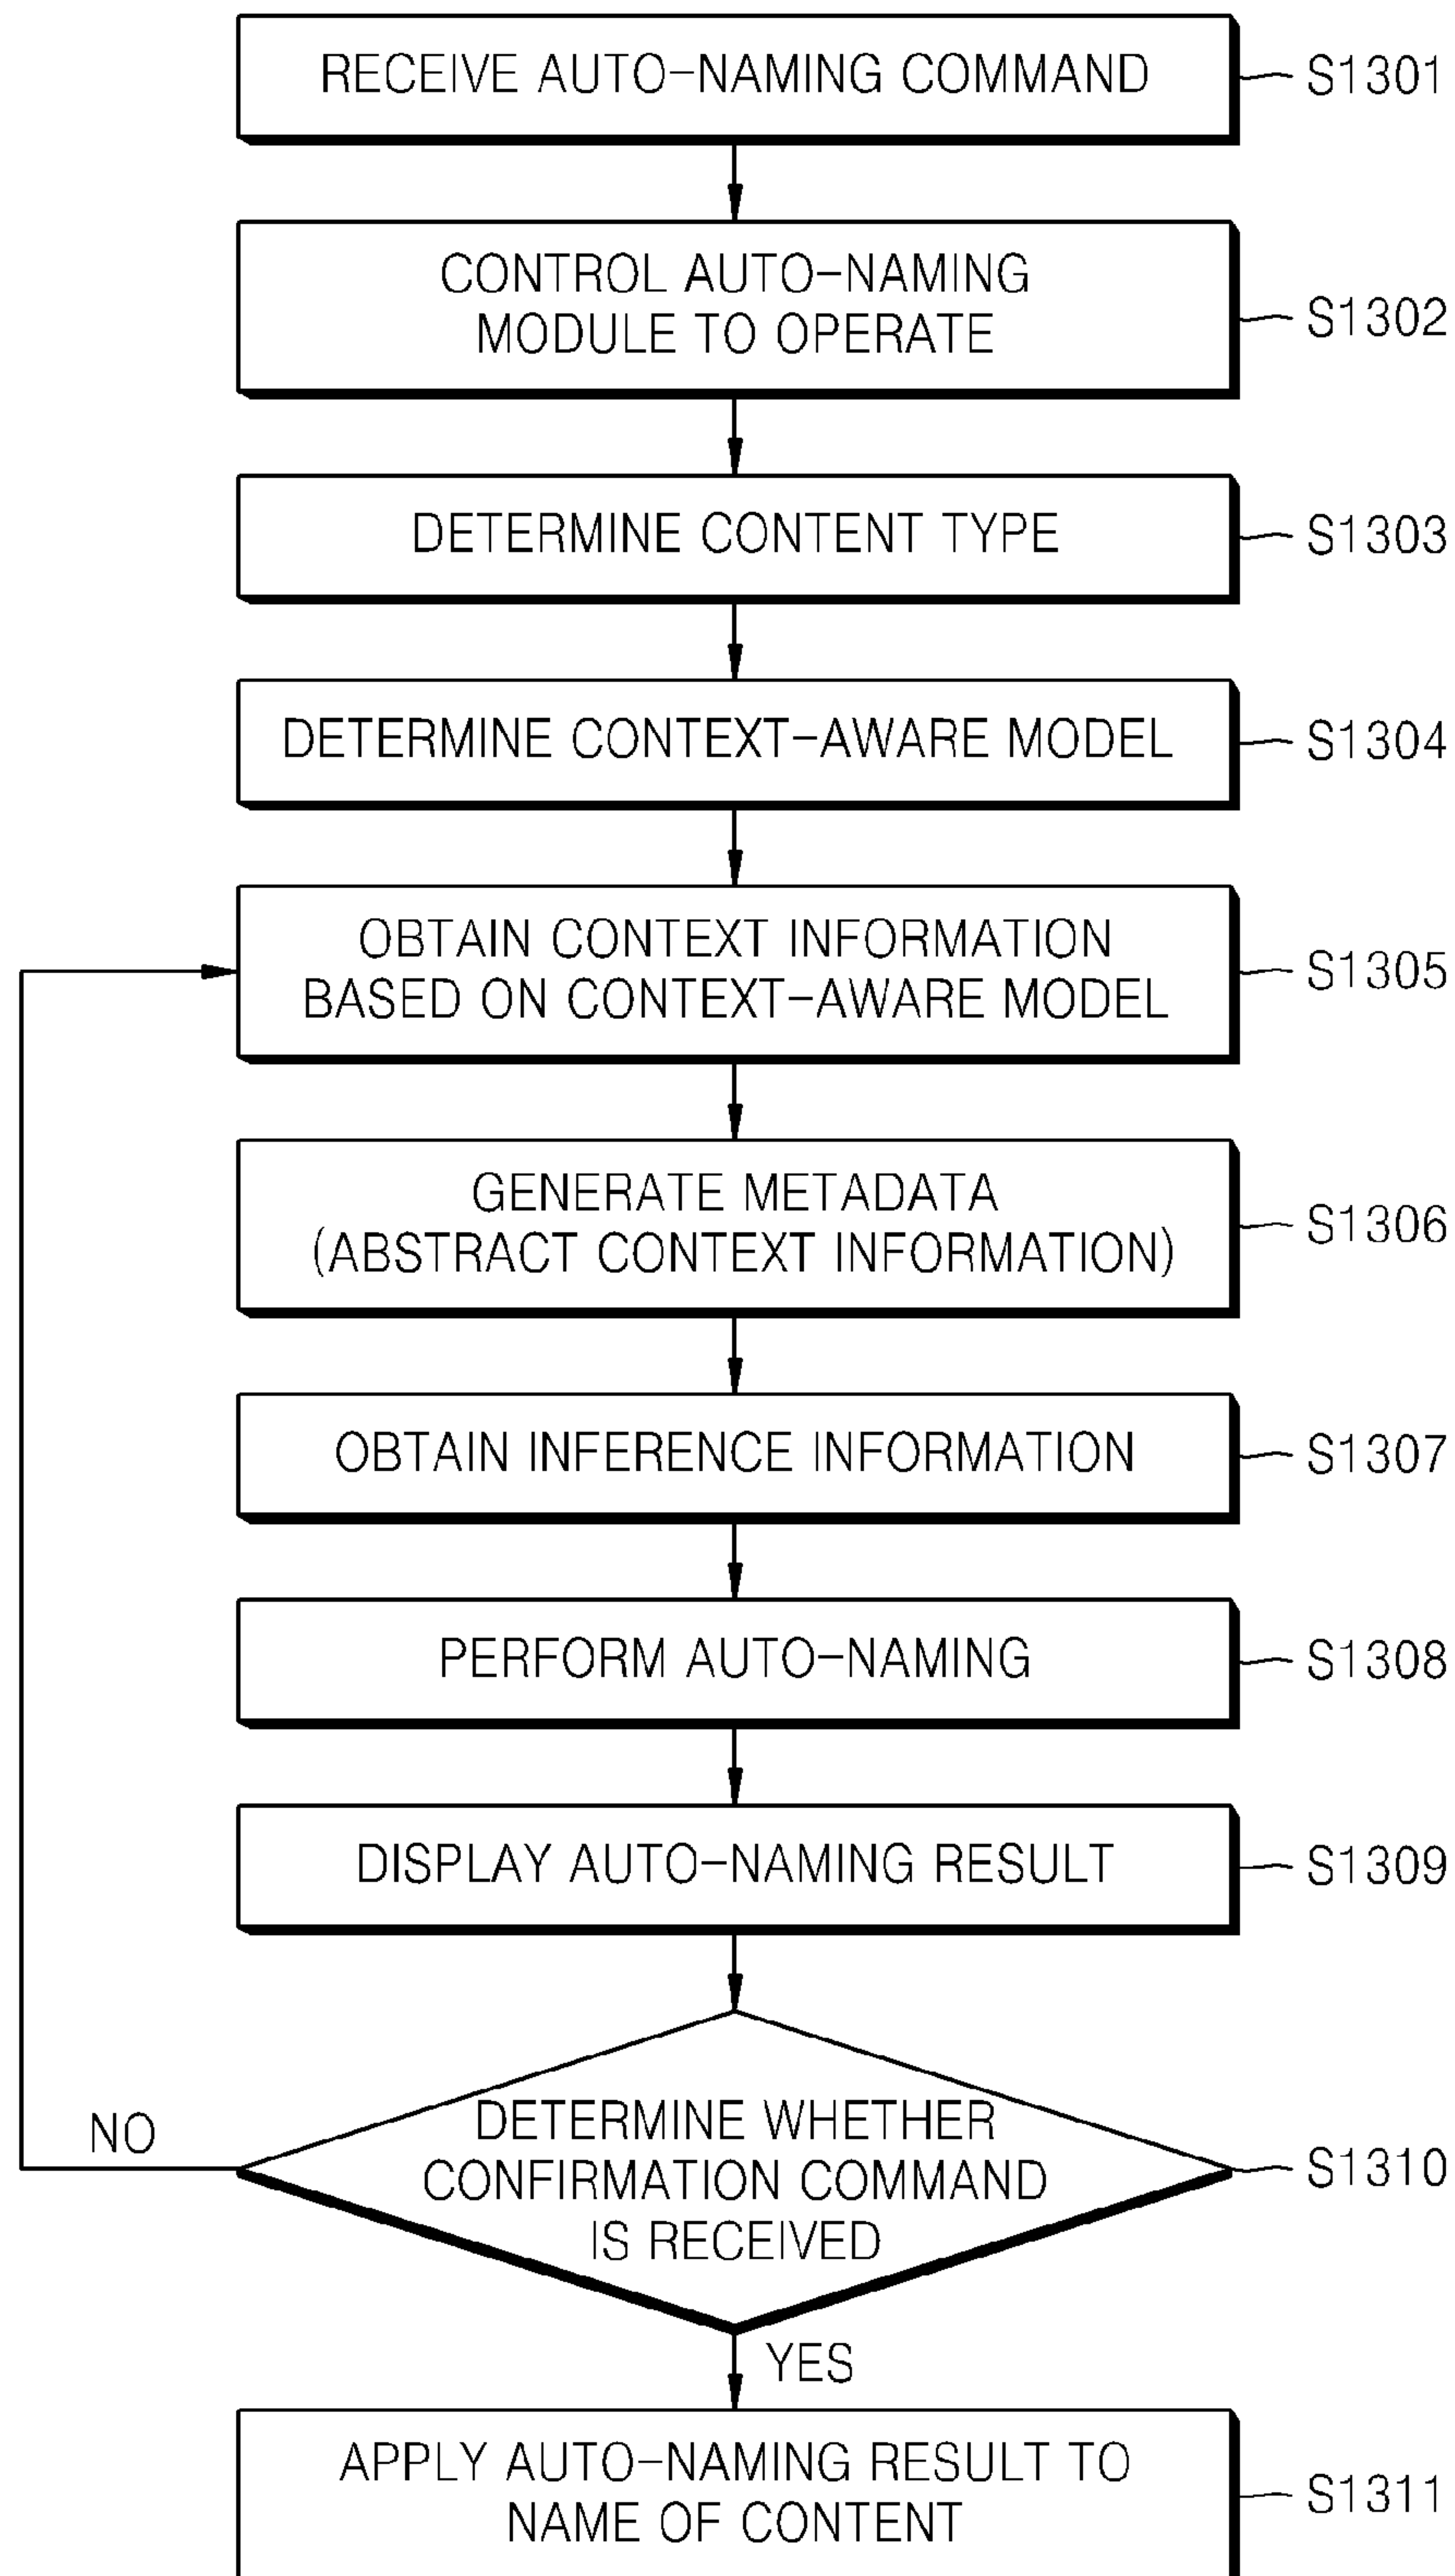 RECEIVE AUTO-NAMING COMMAND
S1301
CONTROL AUTO-NAMING
MODULE TO OPERATE
S1302
DETERMINE CONTENT TYPE
S1303
DETERMINE CONTEXT-AWARE MODEL
S1304
OBTAIN CONTEXT INFORMATION
BASED ON CONTEXT-AWARE MODEL
S1305
GENERATE METADATA
(ABSTRACT CONTEXT INFORMATION)
S1306
OBTAIN INFERENCE INFORMATION
S1307
PERFORM AUTO-NAMING
S1308
DISPLAY AUTO-NAMING RESULT
S1309
NO
DETERMINE WHETHER
CONFIRMATION COMMAND
IS RECEIVED
S1310
YES
APPLY AUTO-NAMING RESULT TO
NAME OF CONTENT
S1311